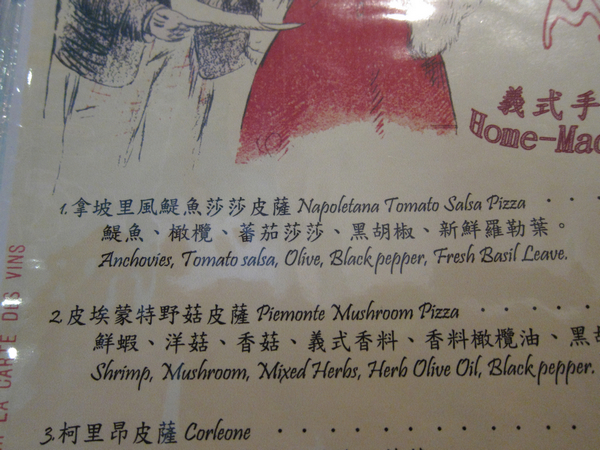 義式手
Home-Mad
1.拿坡里風鯷魚莎莎皮薩 Napoletana Tomato Salsa Pizza · · ·
鯷魚、橄欖、蕃茄莎莎、黑胡椒、新鮮羅勒葉。
Anchovies, Tomato salsa, Olive, Black pepper, Fresh Basil Leave.
2.皮埃蒙特野菇皮薩 Piemonte Mushroom Pizza · · · · · ·
鮮蝦、洋菇、香菇、義式香料、香料橄欖油、黑胡
Shrimp, Mushroom, Mixed Herbs, Herb Olive Oil, Black pepper.
3.柯里昂皮薩 Corleone · · · · · · · · · · · ·
LA CARTE DES VINS